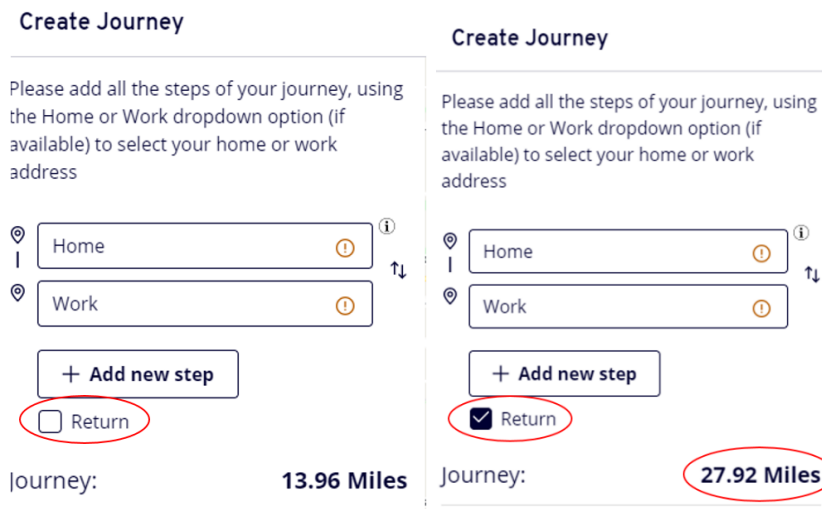 Create Journey
Please add all the steps of your journey, using
the Home or Work dropdown option (if
available) to select your home or work
address
Home
Work
+ Add new step
Return
Journey:
13.96 Miles
Create Journey
Please add all the steps of your journey, using
the Home or Work dropdown option (if
available) to select your home or work
address
Home
Work
+ Add new step
Return
Journey:
27.92 Miles